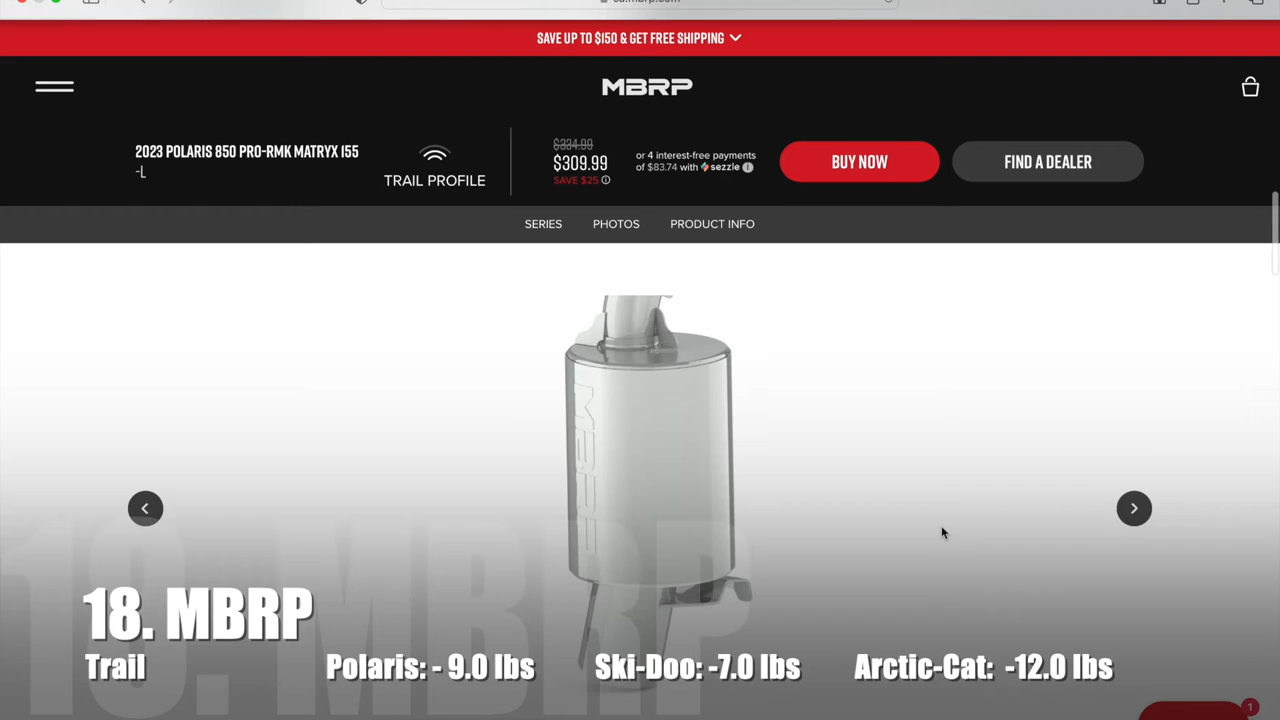 SAVE UP TO $150 & GET FREE SHIPPING
MBRP
2023 POLARIS 850 PRO-RMK MATRYX 155
-L
TRAIL PROFILE
$334.99
$309.99
SAVE $25
or 4 interest-free payments
of $83.74 with sezzle
BUY NOW
FIND A DEALER
SERIES
PHOTOS
PRODUCT INFO
MBRP
18. MBRP
18. MBRP
Trail
Polaris: - 9.0 lbs
Ski-Doo: -7.0 lbs
Arctic-Cat: -12.0 lbs
1